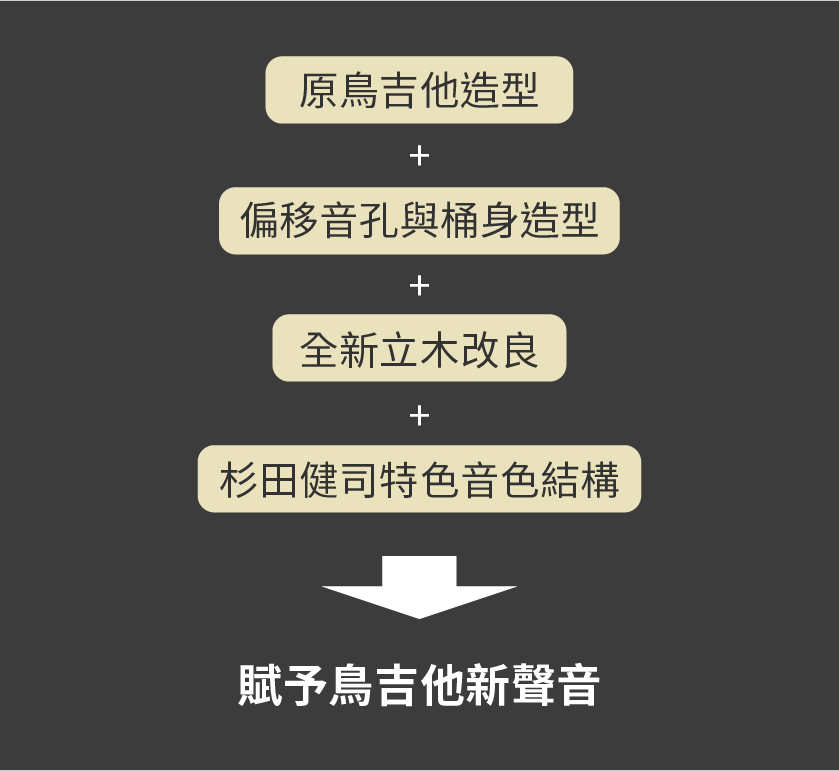 原鳥吉他造型
+
偏移音孔與桶身造型
+
全新立木改良
+
杉田健司特色音色結構
賦予鳥吉他新聲音